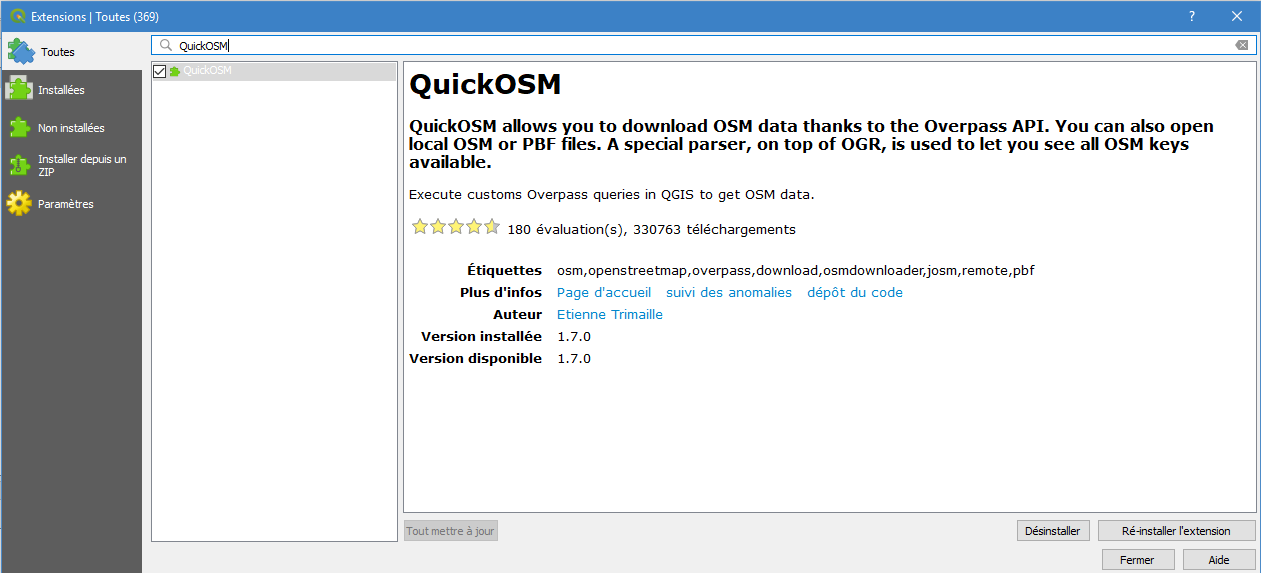 Extensions | Toutes (369)
?
Toutes
Installées
Non installées
Installer depuis un
ZIP
Paramètres
QuickOSM
QuickOSM
QuickOSM
QuickOSM allows you to download OSM data thanks to the Overpass API. You can also open
local OSM or PBF files. A special parser, on top of OGR, is used to let you see all OSM keys
available.
Execute customs Overpass queries in QGIS to get OSM data.
180 évaluation(s), 330763 téléchargements
Étiquettes osm,openstreetmap,overpass,download,osmdownloader,josm,remote,pbf
Plus d'infos Page d'accueil suivi des anomalies dépôt du code
Auteur Etienne Trimaille
Version installée 1.7.0
Version disponible 1.7.0
Tout mettre à jour
Désinstaller
Ré-installer l'extension
Fermer
Aide